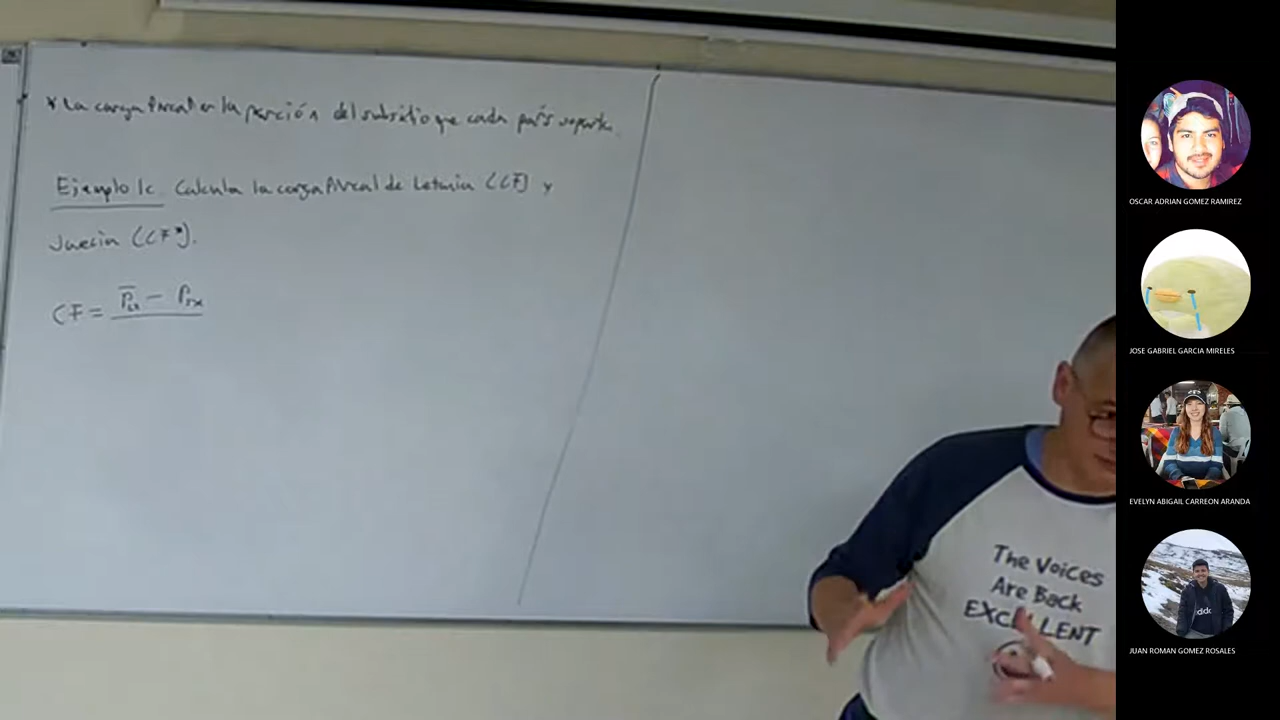 * La carga fiscal es la porción del subsidio que cada país soporta.
Ejemplo 1c. Calcula la carga fiscal de Letonia (CF) y
Suecia (CF*).
CF =
The Voices
Are Back
EXCELLENT
OSCAR ADRIAN GOMEZ RAMIREZ
JOSE GABRIEL GARCIA MIRELES
EVELYN ABIGAIL CARREON ARANDA
JUAN ROMAN GOMEZ ROSALES